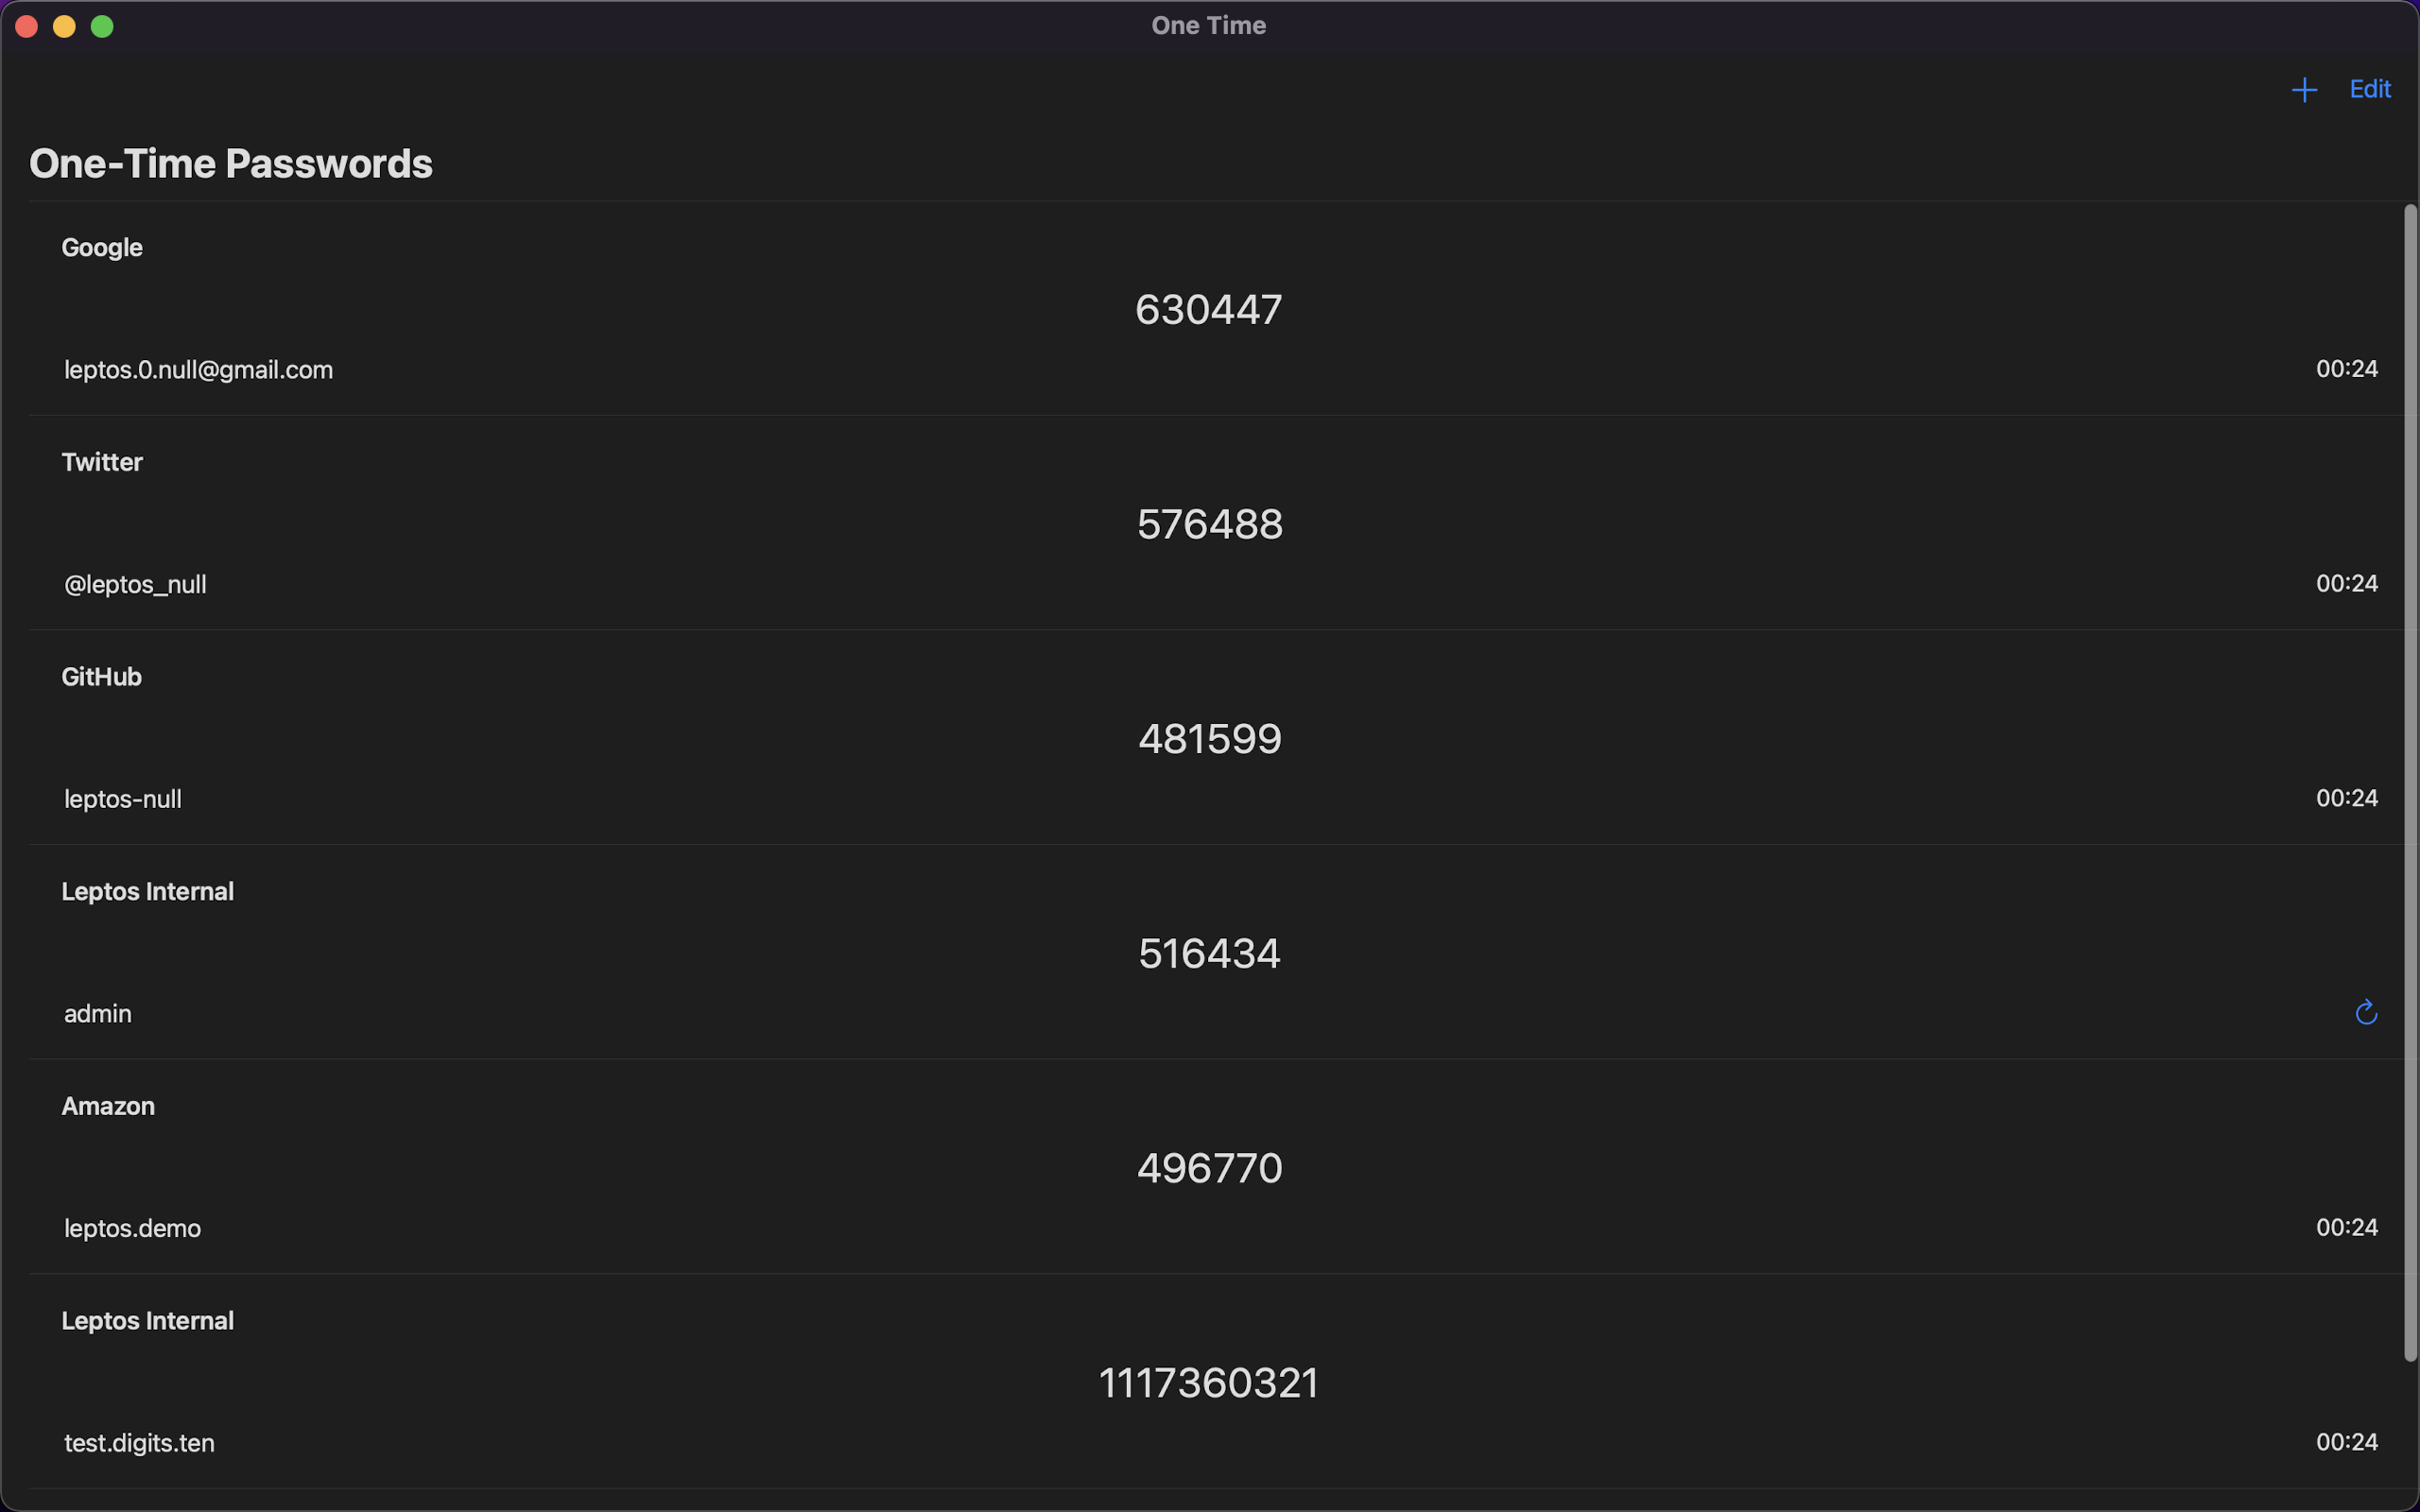 One Time
Edit
One-Time Passwords
Google
630447
leptos.0.null@gmail.com 00:24
Twitter
576488
@leptos_null 00:24
GitHub
481599
leptos-null 00:24
Leptos Internal
516434
admin
Amazon
496770
leptos.demo 00:24
Leptos Internal
1117360321
test.digits.ten 00:24